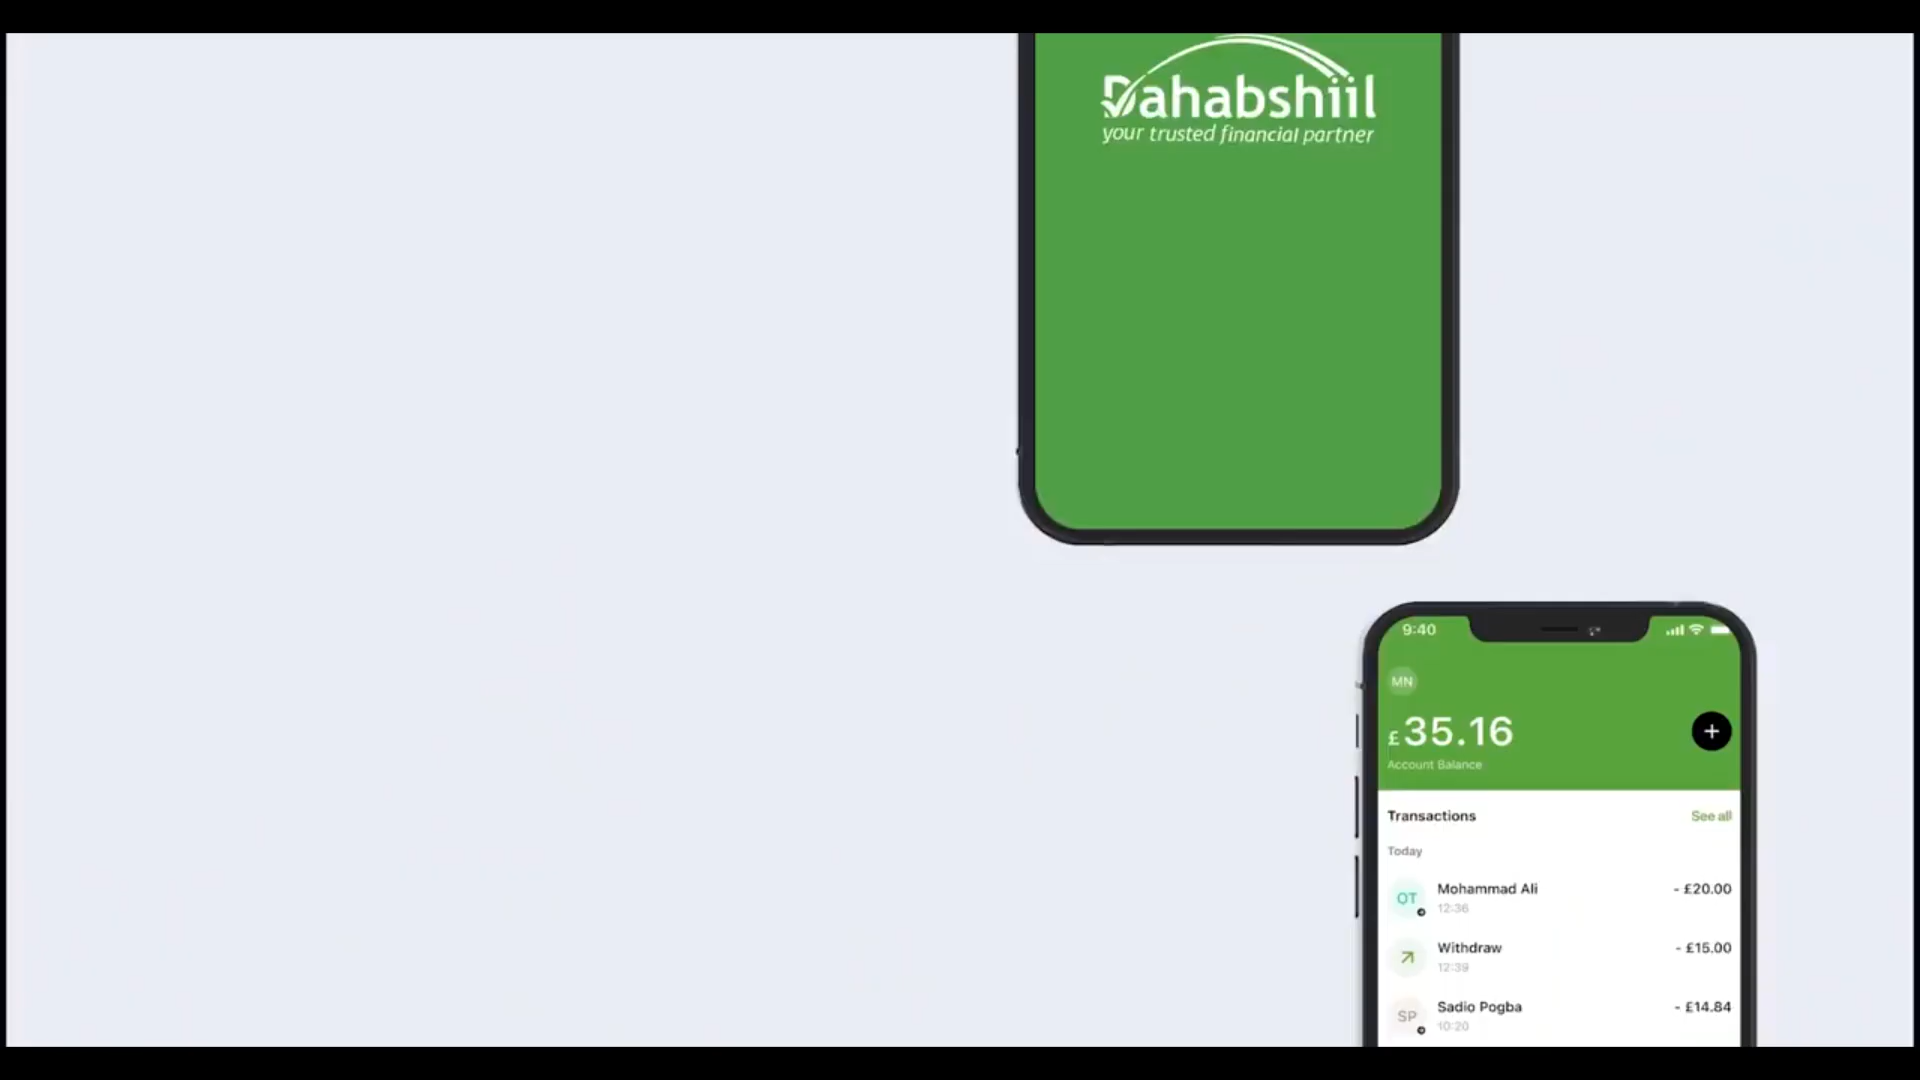 Dahabshiil
your trusted financial partner
9:40
MN
£35.16
+
Account Balance
Transactions See all
Today
QT Mohammad Ali - £20.00
12:36
Withdraw - £15.00
12:39
SP Sadio Pogba - £14.84
10:20